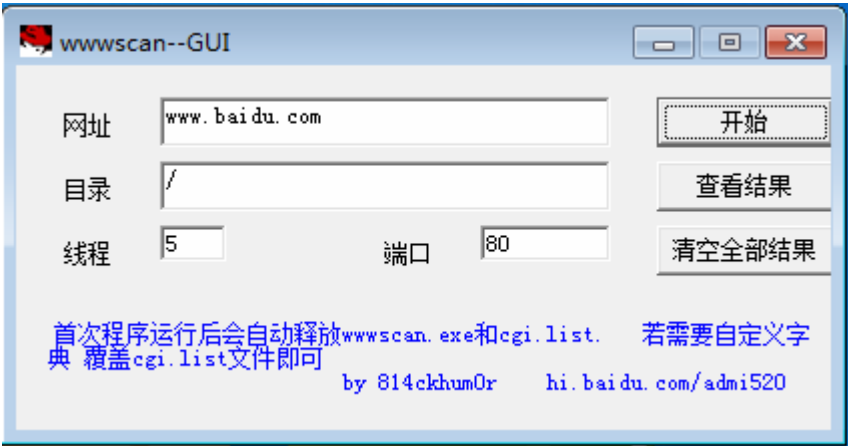 wwwscan--GUI
网址 www.baidu.com 开始
目录 / 查看结果
线程 5 端口 80 清空全部结果
首次程序运行后会自动释放wwwscan.exe和cgi.list. 若需要自定义字
典 覆盖cgi.list文件即可
by 814ckhum0r hi.baidu.com/admi520